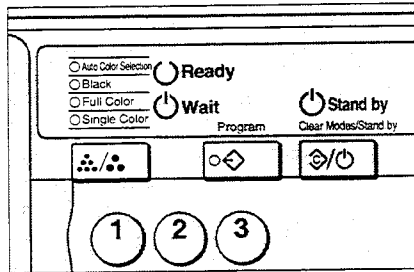 Auto Color Selection
Ready
Black
Full Color
Wait
Stand by
Single Color
Program
Clear Modes/Stand by
C
1 2 3